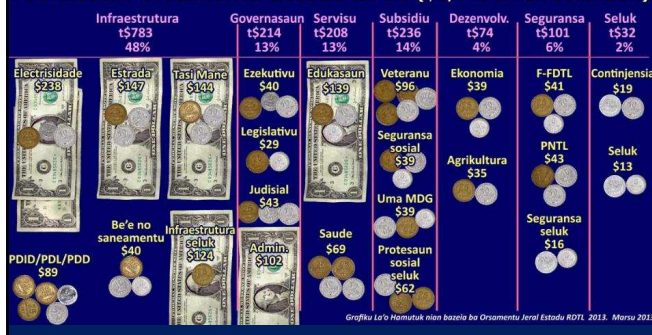 Infraestrutura
t$783
48%
Governasaun
t$214
13%
Servisu
t$208
13%
Subsidiu
t$236
14%
Dezenvolv.
t$74
4%
Seguransa
t$101
6%
Seluk
t$32
2%
Electrisidade
$238
Estrada
$147
Tasi Mane
$144
Ezekutivu
$40
Edukasaun
$139
Veteranu
$96
Ekonomia
$39
F-FDTL
$41
Continjensia
$19
Legislativu
$29
Seguransa
sosial
$39
PNTL
$43
Seluk
$13
Agrikultura
$35
Judisial
$43
Uma MDG
$39
Be'e no
saneamentu
$40
Infraestrutura
seluk
$124
Seguransa
seluk
$16
PDID/PDL/PDD
$89
Admin.
$102
Saude
$69
Protesaun
sosial
seluk
$62
Grafiku La'o Hamutuk nian bazeia ba Orsamentu Jeral Estadu RDTL 2013. Marsu 2013